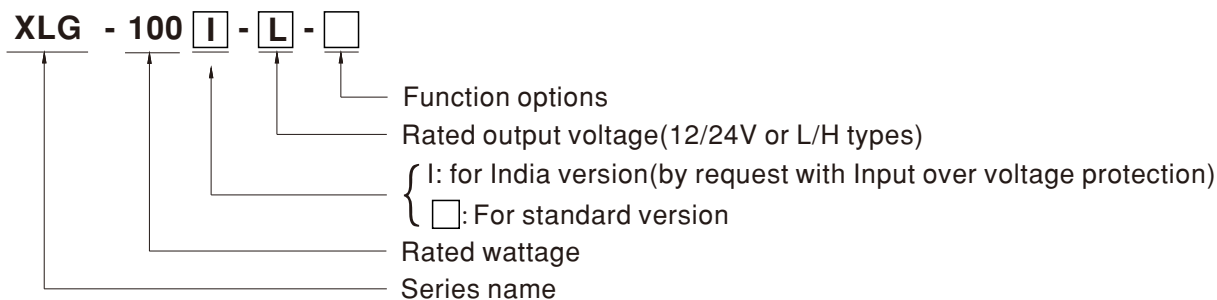 XLG - 100 I - L - □
Function options
Rated output voltage(12/24V or L/H types)
I: for India version(by request with Input over voltage protection)
□: For standard version
Rated wattage
Series name